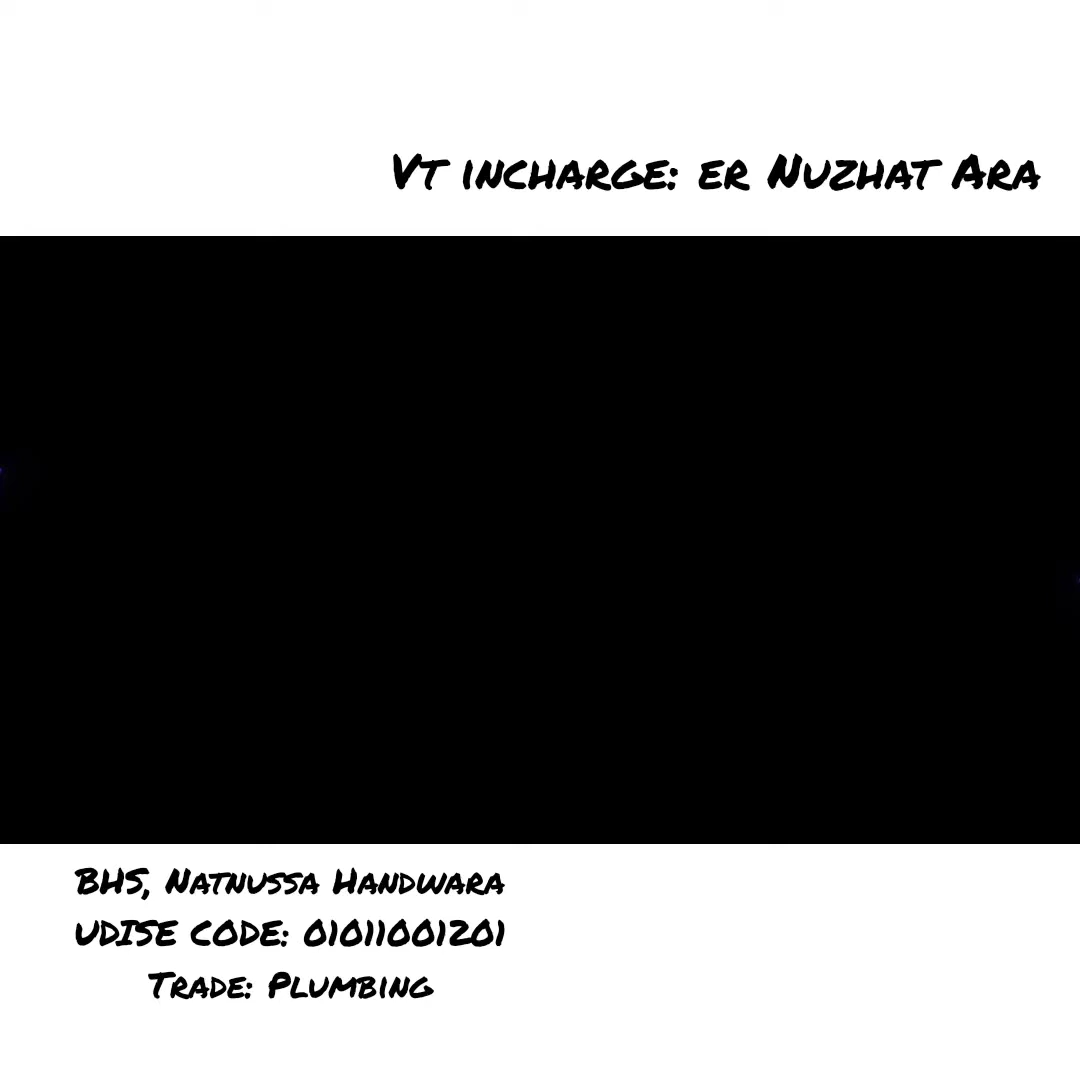 Vt incharge: er Nuzhat Ara
BHS, Natnussa Handwara
UDISE CODE: 01011001201
Trade: Plumbing